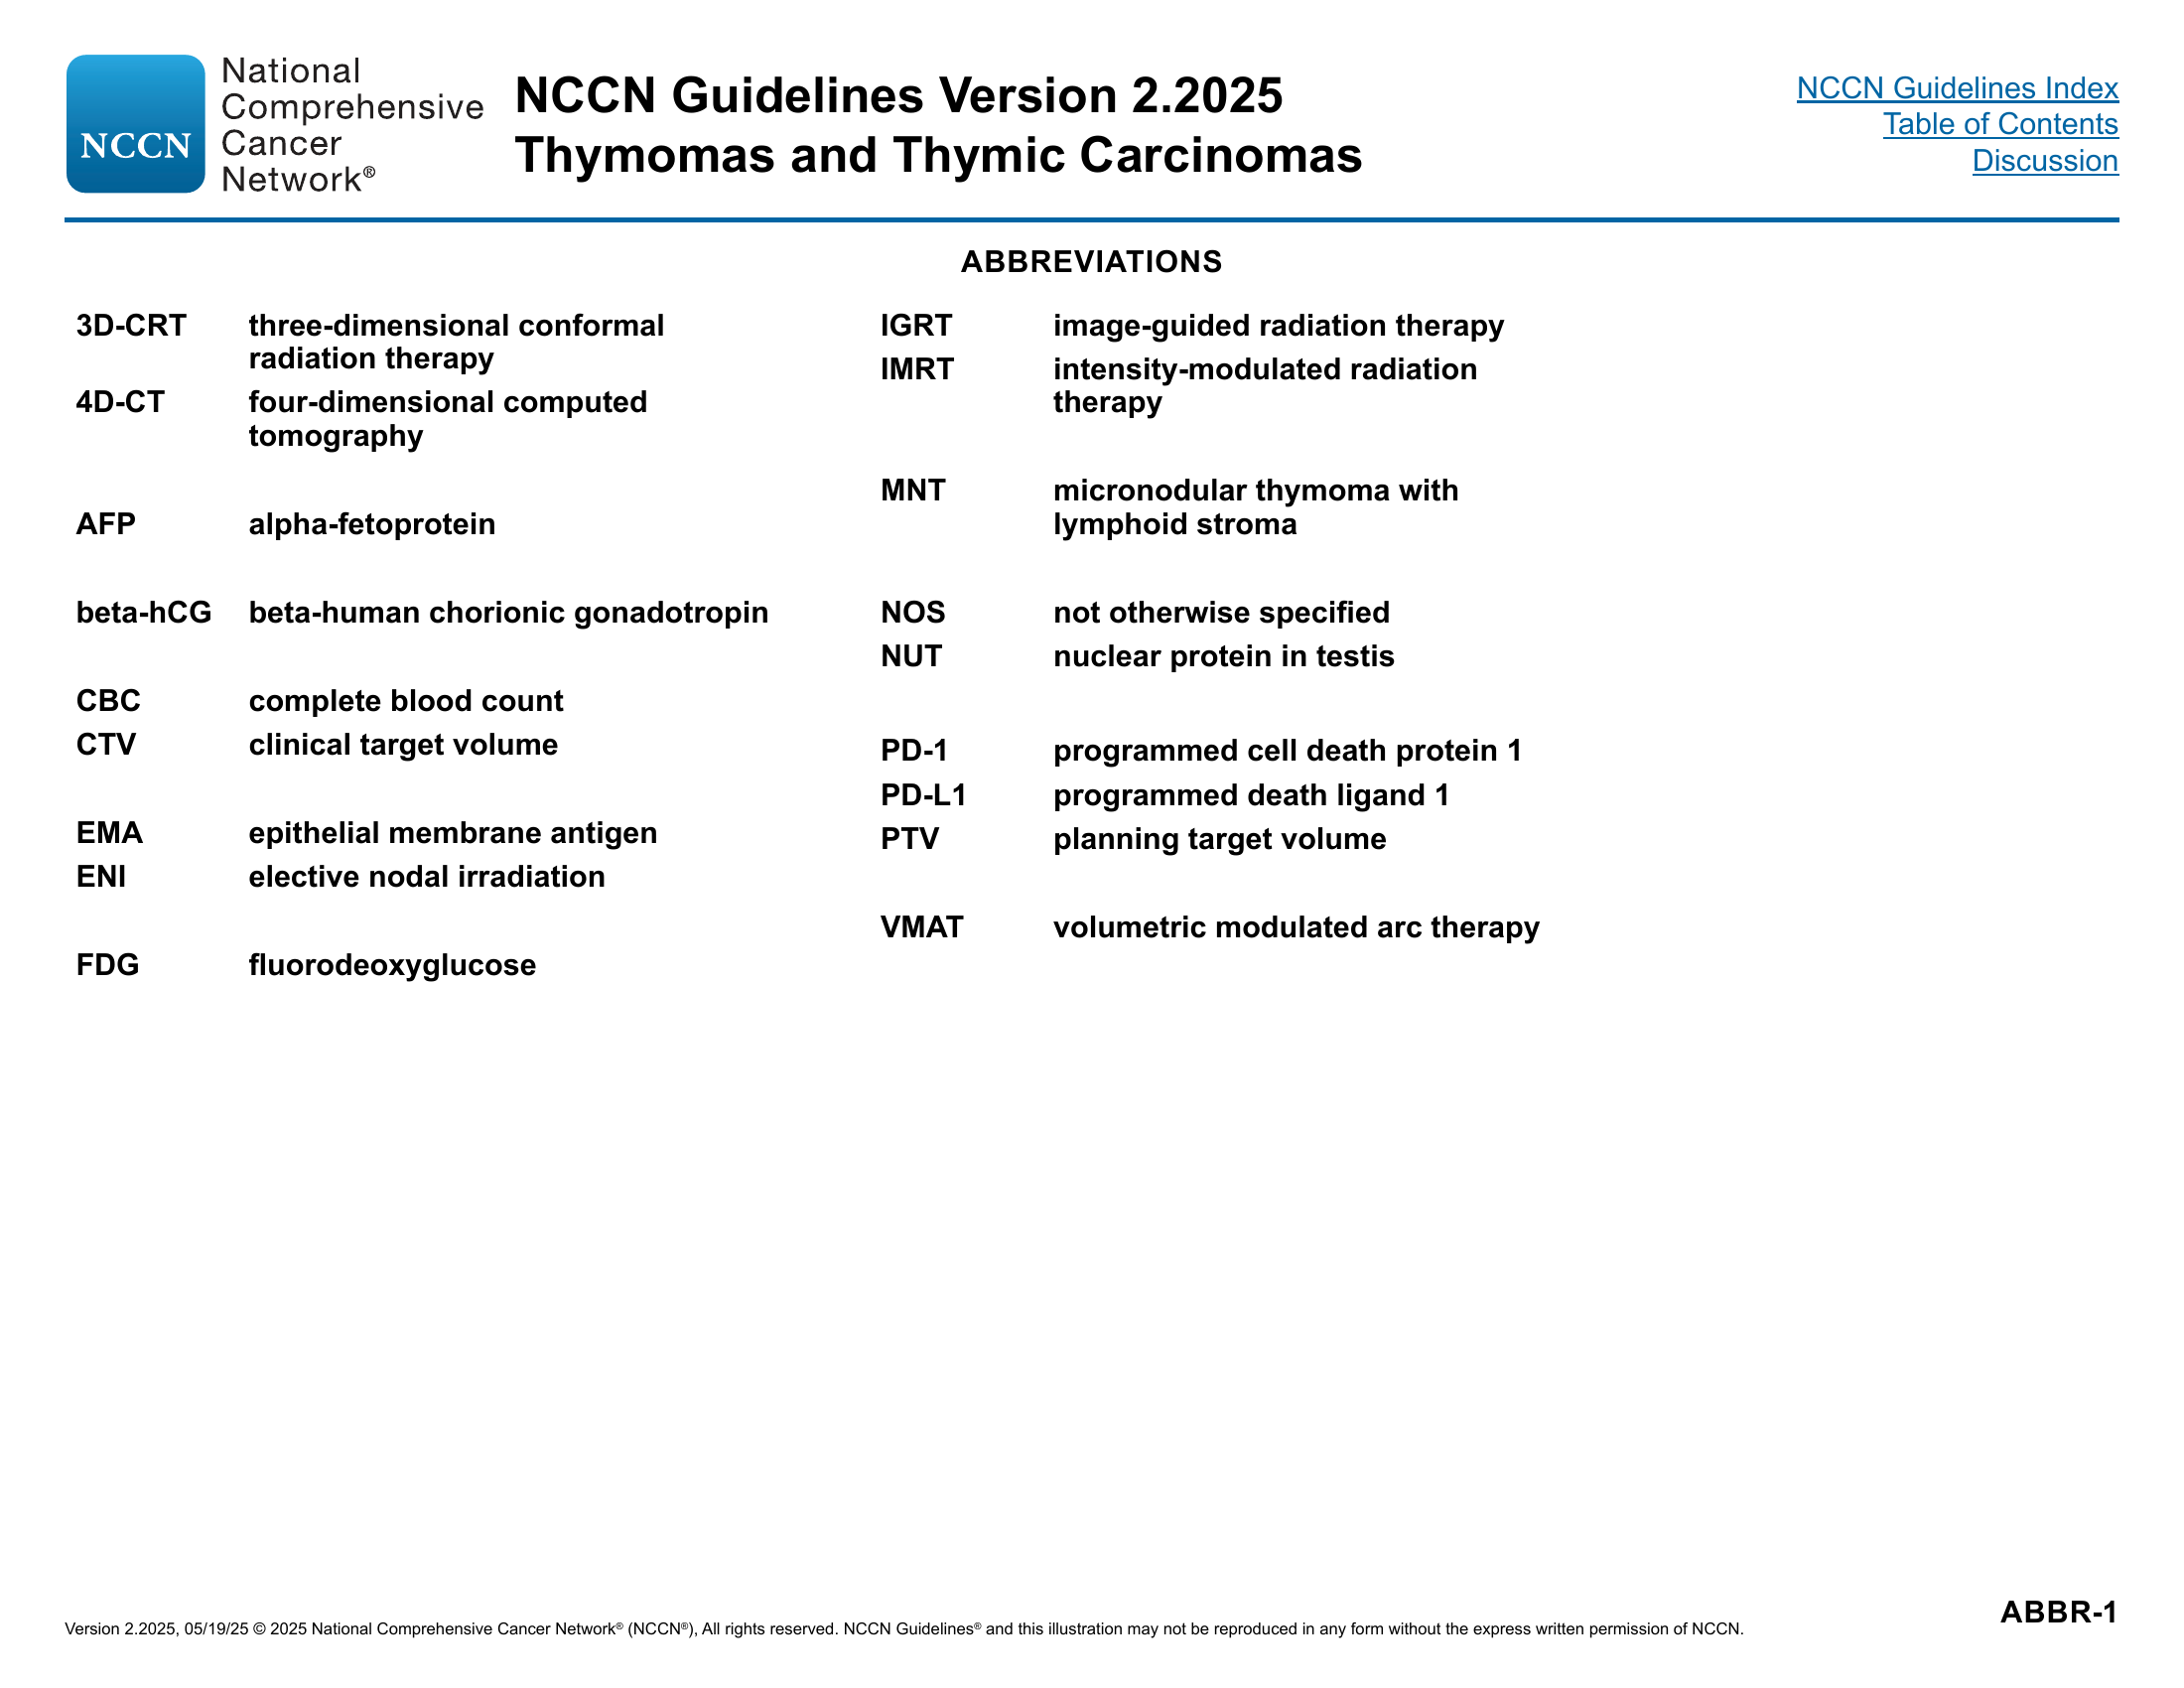 NCCN
National
Comprehensive
Cancer
Network®
NCCN Guidelines Version 2.2025
Thymomas and Thymic Carcinomas
NCCN Guidelines Index
Table of Contents
Discussion
ABBREVIATIONS
3D-CRT three-dimensional conformal
radiation therapy
4D-CT four-dimensional computed
tomography
AFP alpha-fetoprotein
beta-hCG beta-human chorionic gonadotropin
CBC complete blood count
CTV clinical target volume
EMA epithelial membrane antigen
ENI elective nodal irradiation
FDG fluorodeoxyglucose
IGRT image-guided radiation therapy
IMRT intensity-modulated radiation
therapy
MNT micronodular thymoma with
lymphoid stroma
NOS not otherwise specified
NUT nuclear protein in testis
PD-1 programmed cell death protein 1
PD-L1 programmed death ligand 1
PTV planning target volume
VMAT volumetric modulated arc therapy
ABBR-1
Version 2.2025, 05/19/25 © 2025 National Comprehensive Cancer Network® (NCCN®), All rights reserved. NCCN Guidelines® and this illustration may not be reproduced in any form without the express written permission of NCCN.